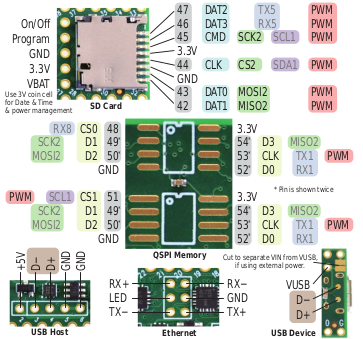 On/Off
Program
GND
3.3V
VBAT
Use 3V coin cell
for Date & Time
& power management
SD Card
47 DAT2 TX5 PWM
46 DAT3 RX5 PWM
45 CMD SCK2 SCL1 PWM
3.3V
44 CLK CS2 SDA1 PWM
GND
43 DAT0 MOSI2 PWM
42 DAT1 MISO2 PWM
RX8 CS0 48
SCK2 D1 49*
MOSI2 D2 50*
GND
3.3V
54* D3 MISO2
53* CLK TX1 PWM
52* D0 RX1
* Pin is shown twice
PWM SCL1 CS1 51
SCK2 D1 49*
MOSI2 D2 50*
GND
3.3V
54* D3 MISO2
53* CLK TX1 PWM
52* D0 RX1
QSPI Memory
+5V
D−
D+
GND
GND
USB Host
RX+
LED
TX−
RX−
GND
TX+
Ethernet
Cut to separate VIN from VUSB,
if using external power.
5V
VUSB
D−
D+
D G
USB Device